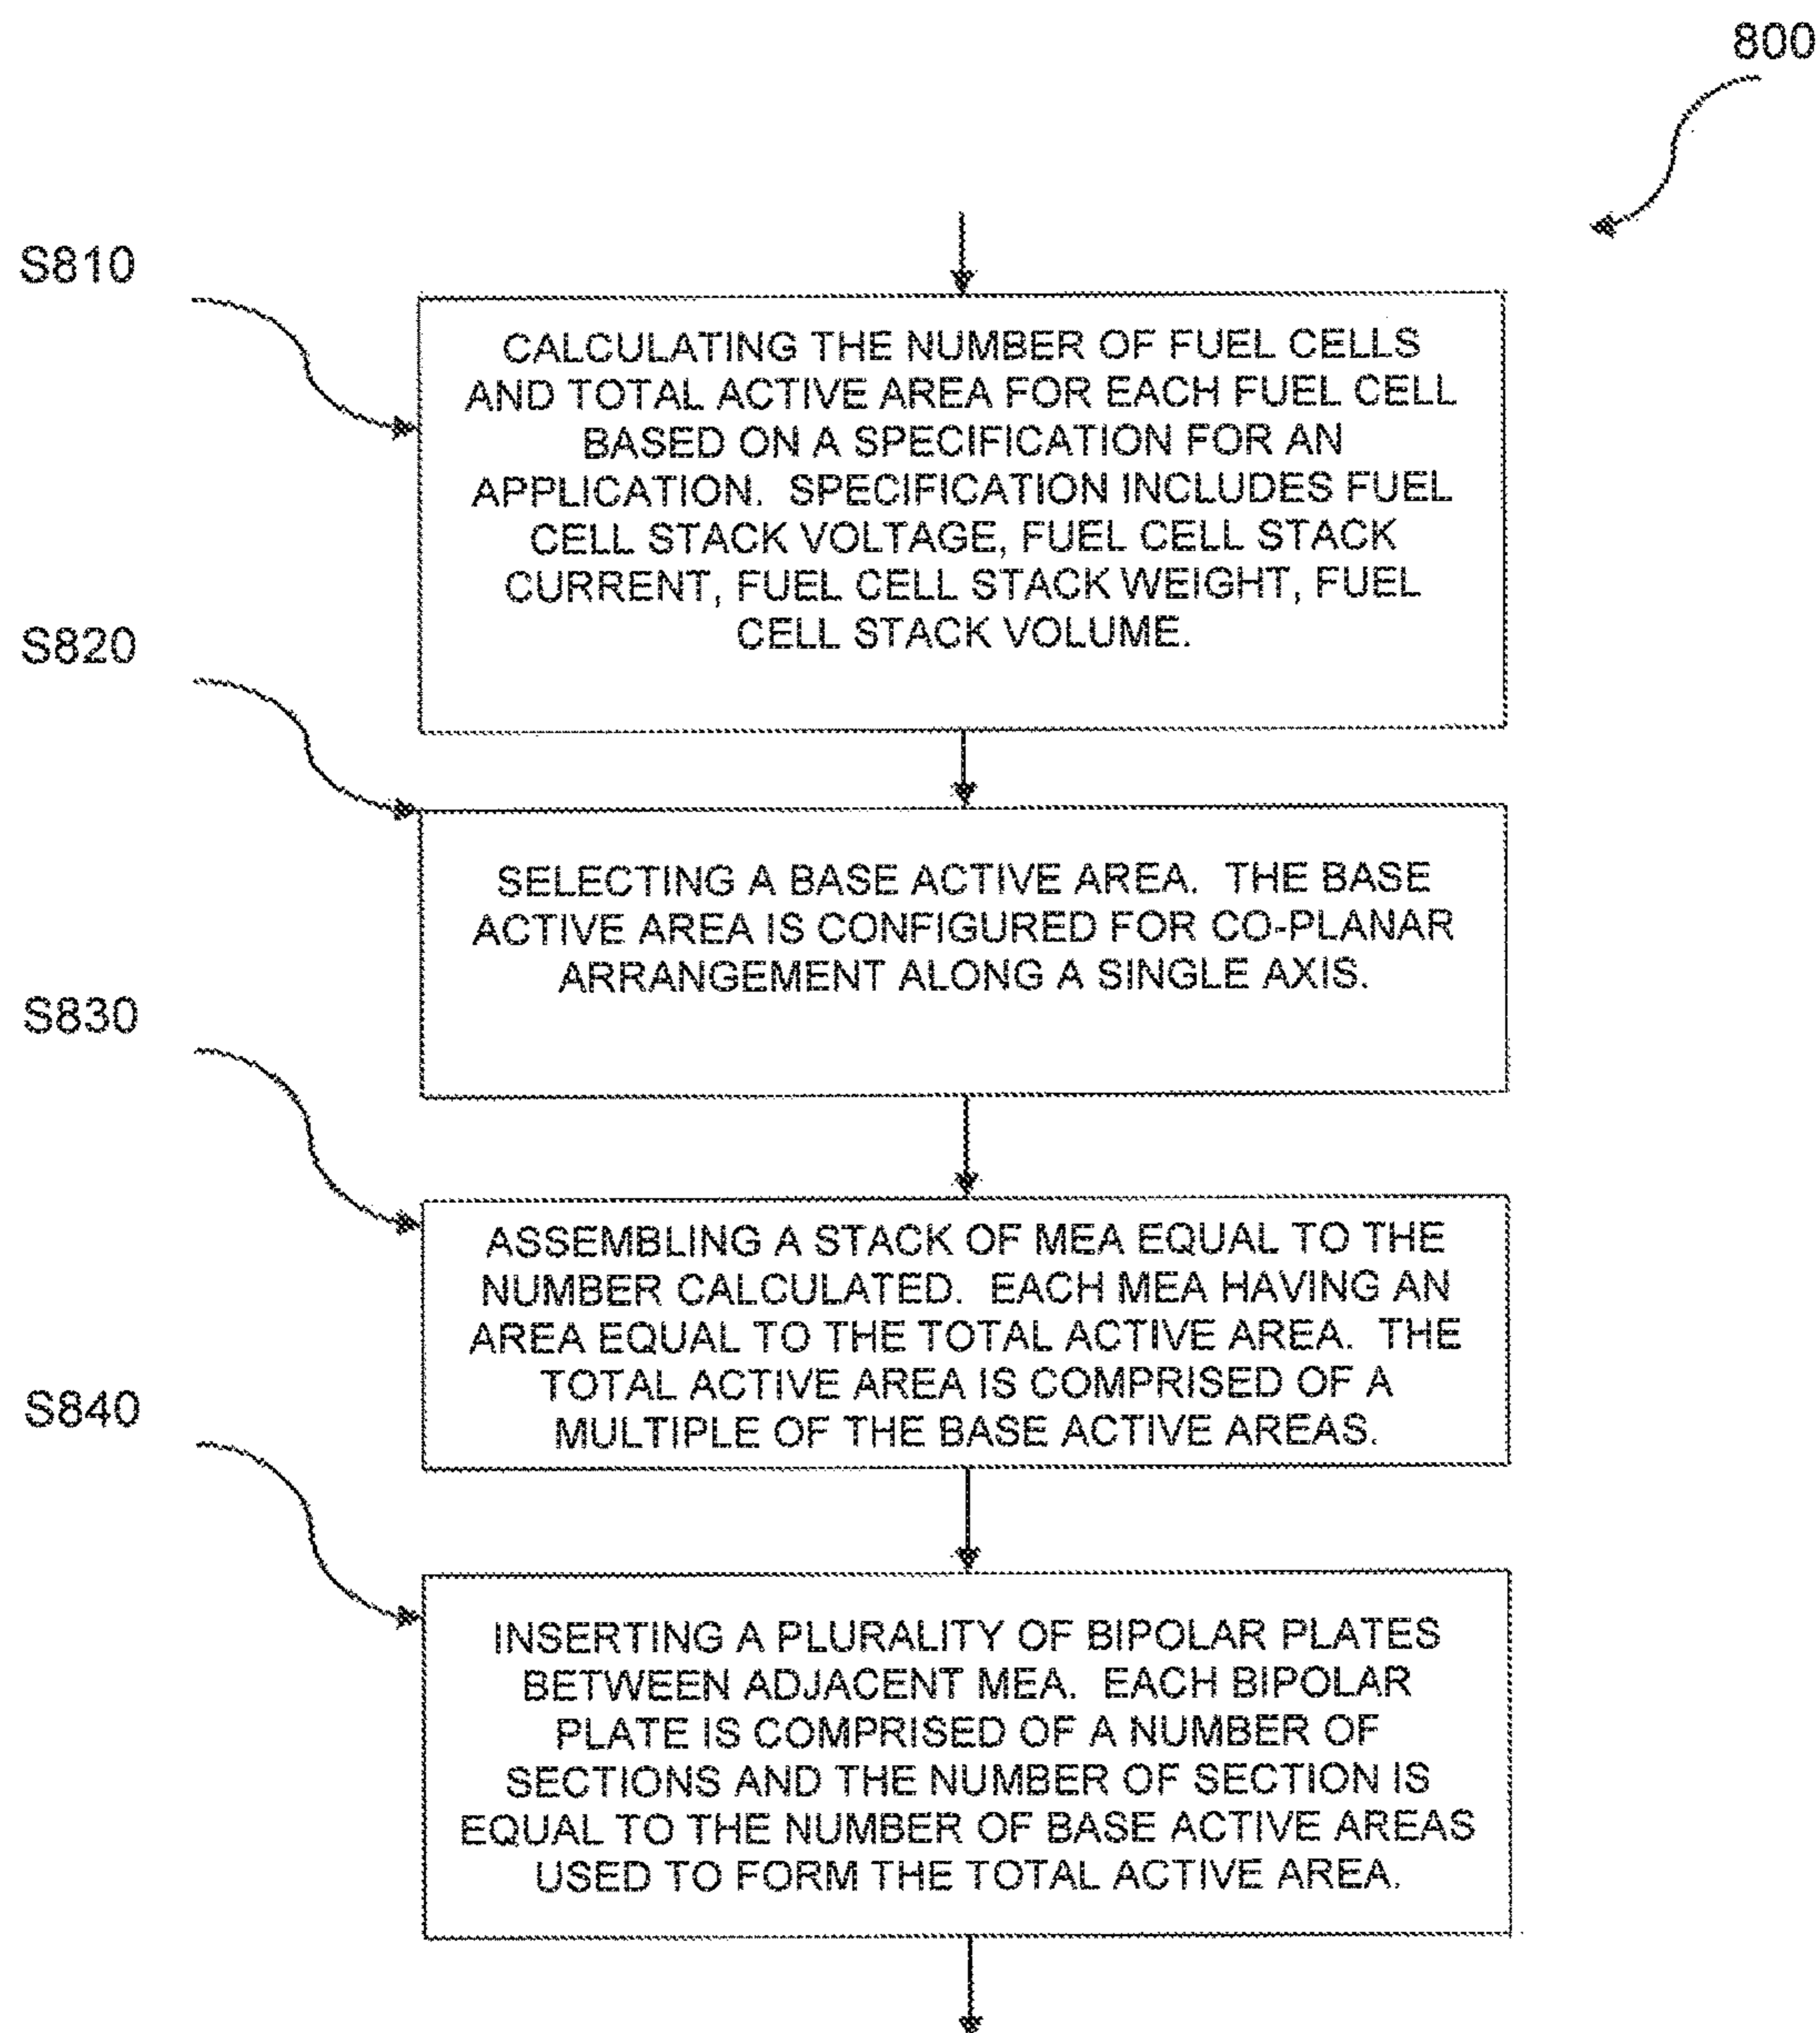 800
S810
CALCULATING THE NUMBER OF FUEL CELLS
AND TOTAL ACTIVE AREA FOR EACH FUEL CELL
BASED ON A SPECIFICATION FOR AN
APPLICATION. SPECIFICATION INCLUDES FUEL
CELL STACK VOLTAGE, FUEL CELL STACK
CURRENT, FUEL CELL STACK WEIGHT, FUEL
CELL STACK VOLUME.
S820
SELECTING A BASE ACTIVE AREA. THE BASE
ACTIVE AREA IS CONFIGURED FOR CO-PLANAR
ARRANGEMENT ALONG A SINGLE AXIS.
S830
ASSEMBLING A STACK OF MEA EQUAL TO THE
NUMBER CALCULATED. EACH MEA HAVING AN
AREA EQUAL TO THE TOTAL ACTIVE AREA. THE
TOTAL ACTIVE AREA IS COMPRISED OF A
MULTIPLE OF THE BASE ACTIVE AREAS.
S840
INSERTING A PLURALITY OF BIPOLAR PLATES
BETWEEN ADJACENT MEA. EACH BIPOLAR
PLATE IS COMPRISED OF A NUMBER OF
SECTIONS AND THE NUMBER OF SECTION IS
EQUAL TO THE NUMBER OF BASE ACTIVE AREAS
USED TO FORM THE TOTAL ACTIVE AREA.